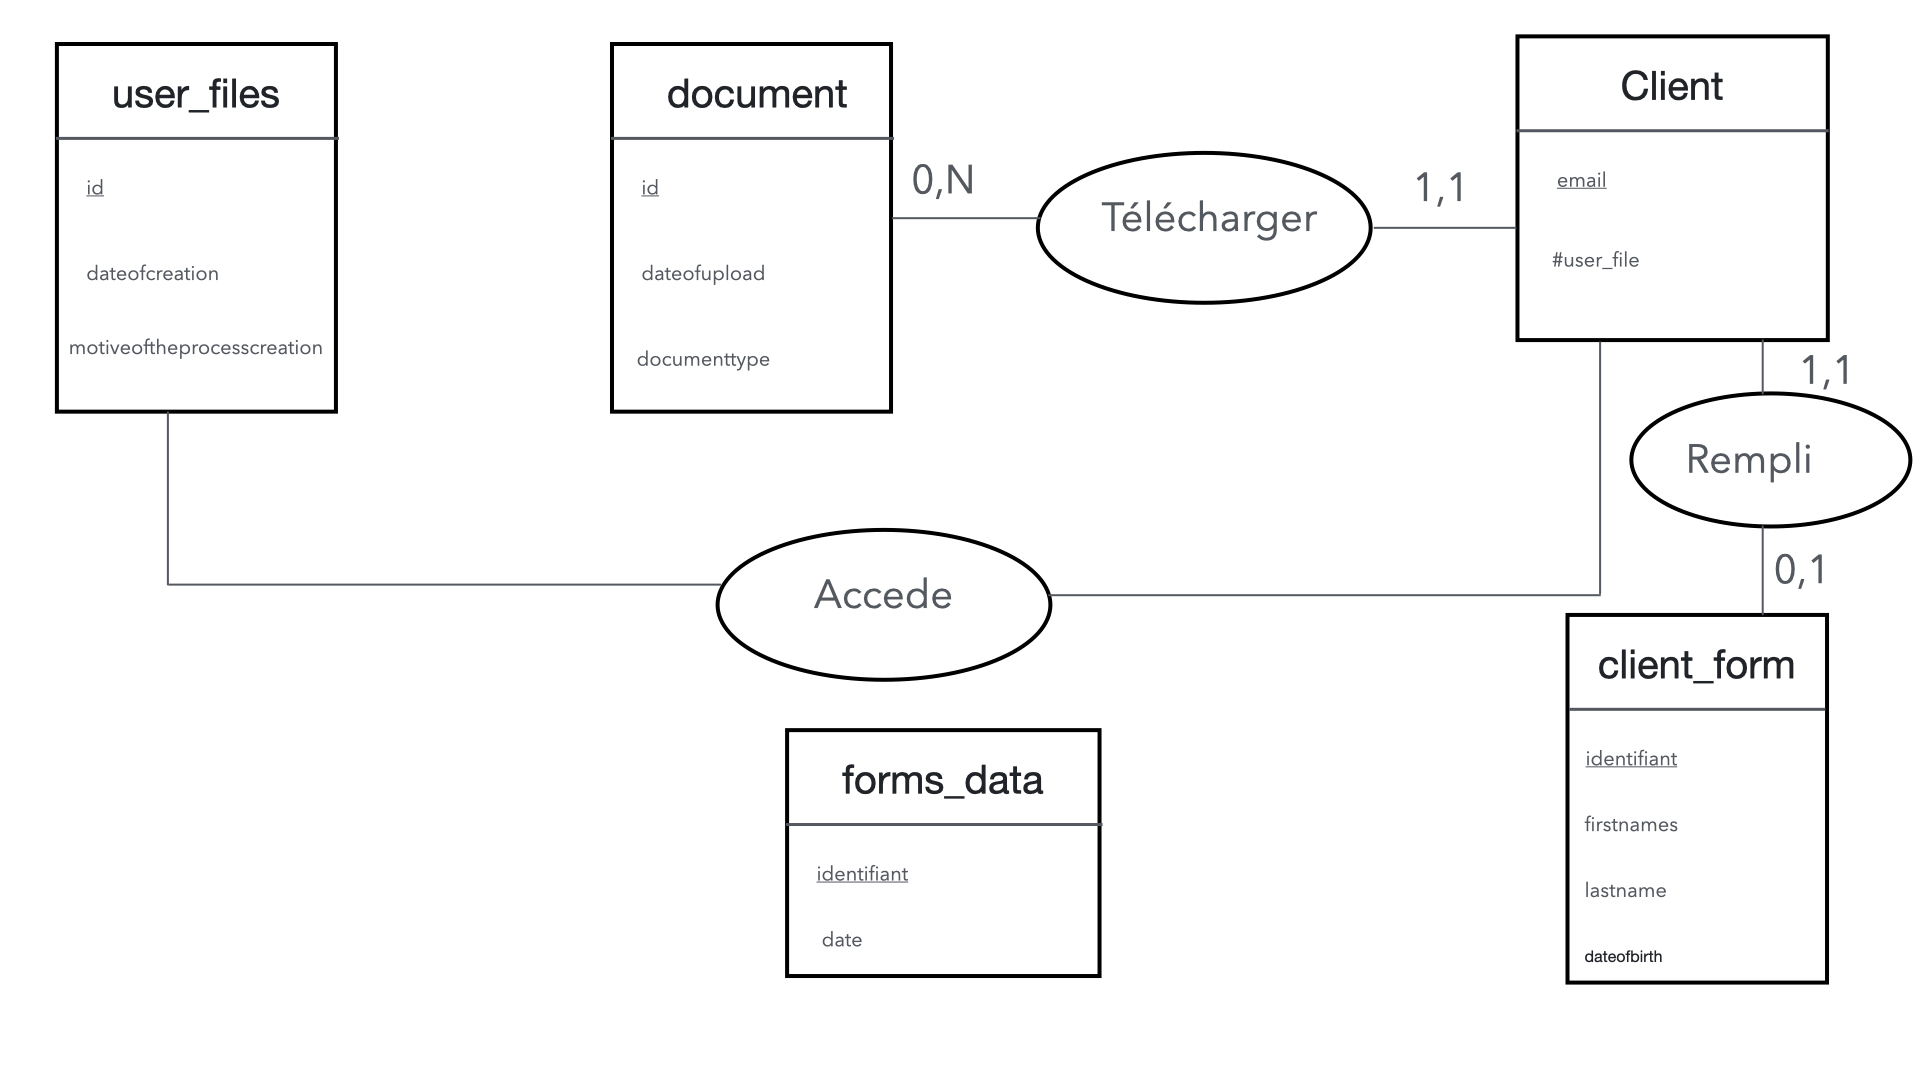 user_files
id
dateofcreation
motiveoftheprocesscreation
document
id
dateofupload
documenttype
0,N
Télécharger
1,1
Client
email
#user_file
1,1
Rempli
0,1
Accede
forms_data
identifiant
date
client_form
identifiant
firstnames
lastname
dateofbirth